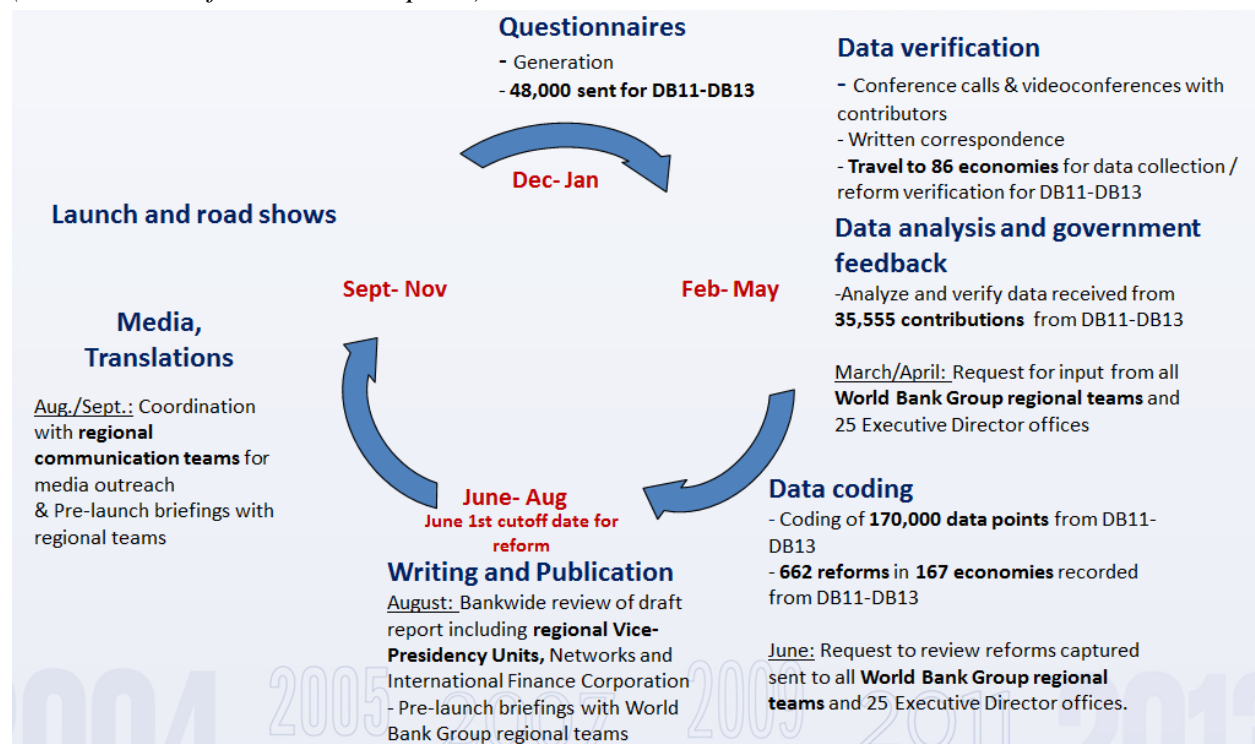 Questionnaires
- Generation
- 48,000 sent for DB11-DB13
Dec- Jan
Data verification
- Conference calls & videoconferences with
contributors
- Written correspondence
- Travel to 86 economies for data collection /
reform verification for DB11-DB13
Data analysis and government
feedback
-Analyze and verify data received from
35,555 contributions from DB11-DB13
March/April: Request for input from all
World Bank Group regional teams and
25 Executive Director offices
Feb- May
Data coding
- Coding of 170,000 data points from DB11-
DB13
- 662 reforms in 167 economies recorded
from DB11-DB13
June: Request to review reforms captured
sent to all World Bank Group regional
teams and 25 Executive Director offices.
June- Aug
June 1st cutoff date for
reform
Writing and Publication
August: Bankwide review of draft
report including regional Vice-
Presidency Units, Networks and
International Finance Corporation
- Pre-launch briefings with World
Bank Group regional teams
Launch and road shows
Sept- Nov
Media,
Translations
Aug./Sept.: Coordination
with regional
communication teams for
media outreach
& Pre-launch briefings with
regional teams
2004
2005
2007
2009
2011